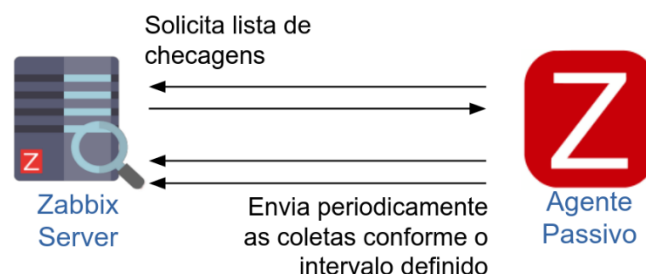 Solicita lista de
checagens
Z
Z
Zabbix
Server
Envia periodicamente
as coletas conforme o
intervalo definido
Agente
Passivo